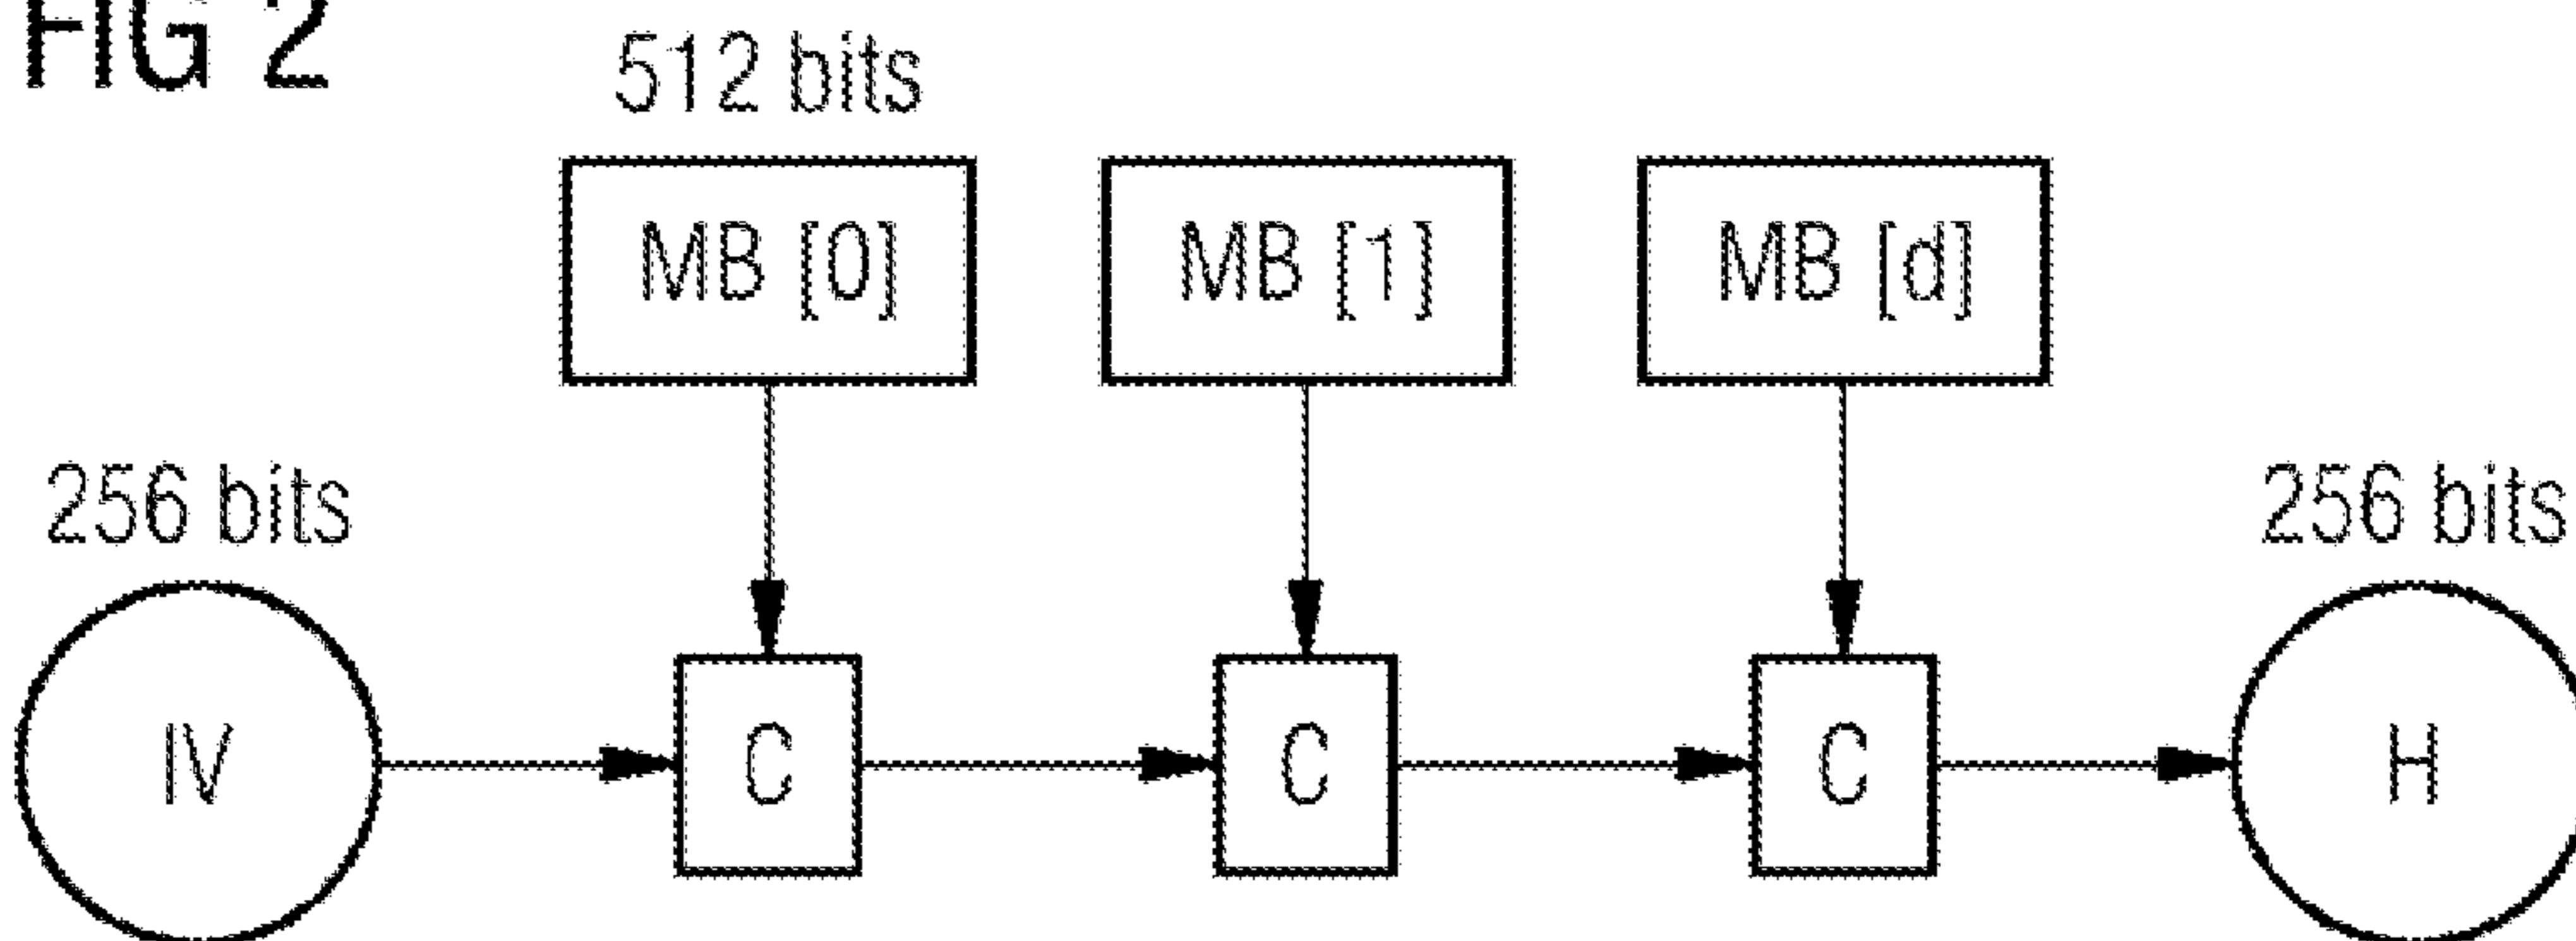 FIG 2
512 bits
MB [0] MB [1] MB [d]
256 bits 256 bits
IV C C C H